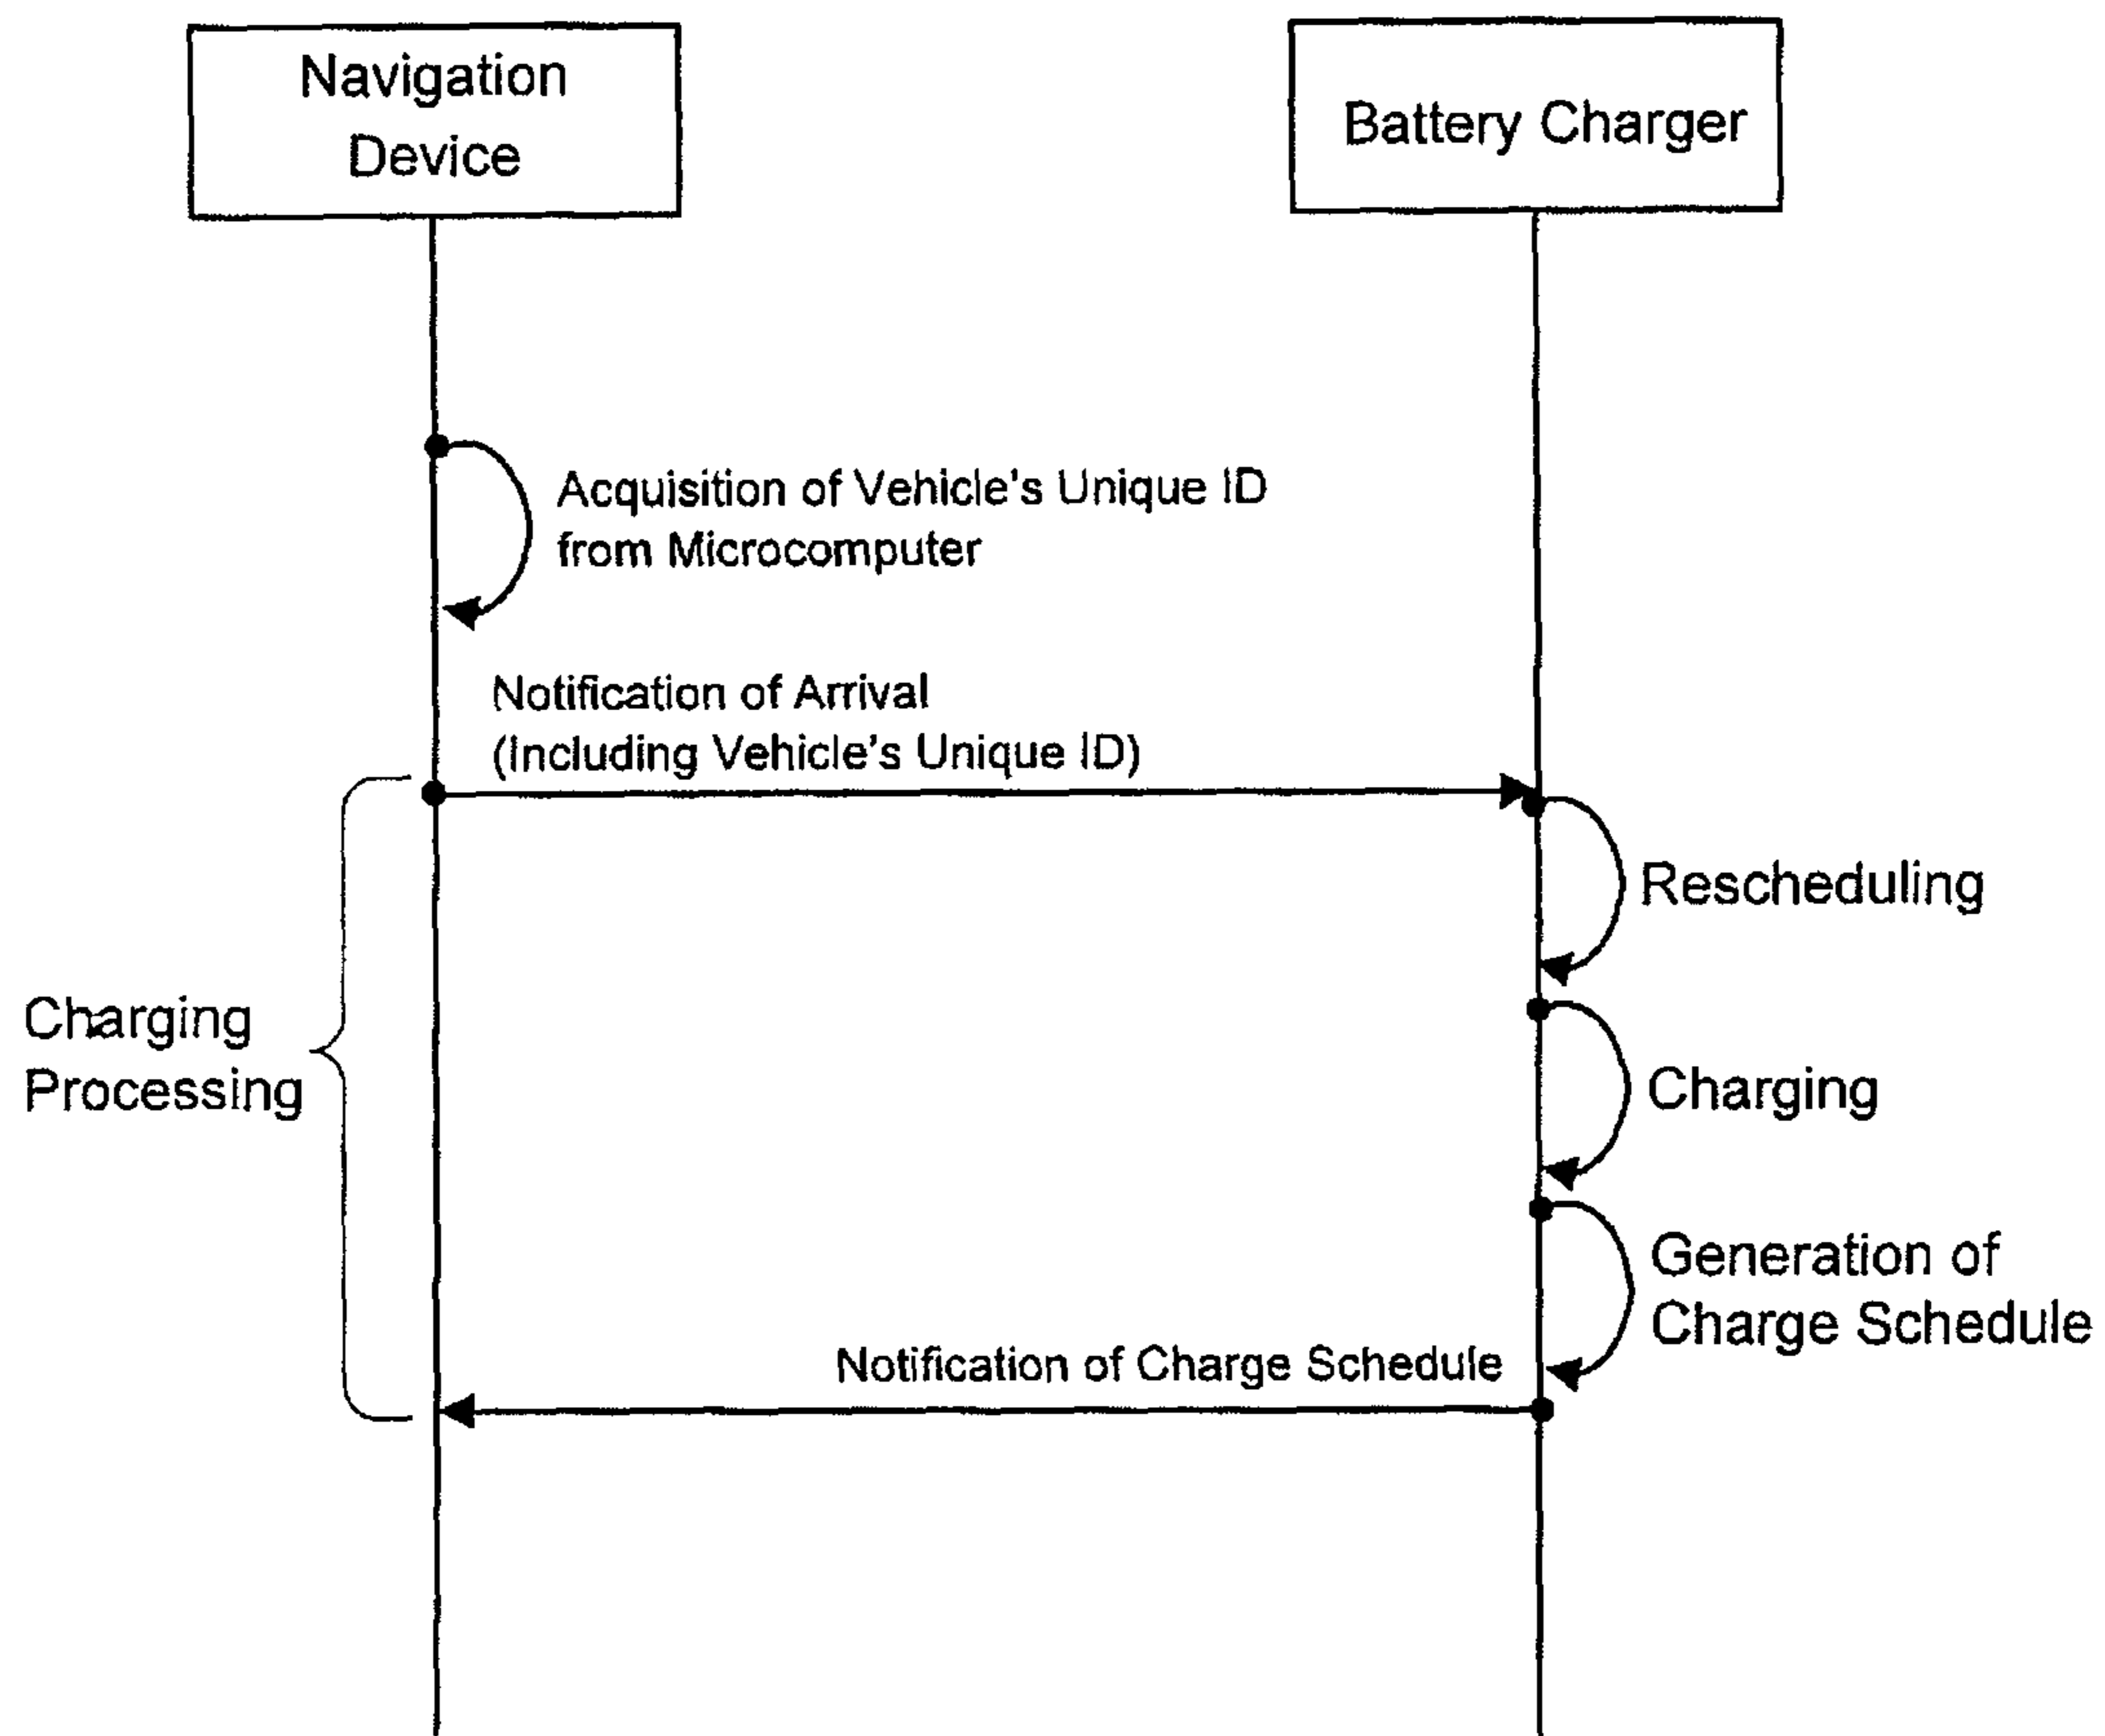 Navigation
Device
Battery Charger
Acquisition of Vehicle's Unique ID
from Microcomputer
Notification of Arrival
(Including Vehicle's Unique ID)
Rescheduling
Charging
Processing
Charging
Generation of
Charge Schedule
Notification of Charge Schedule